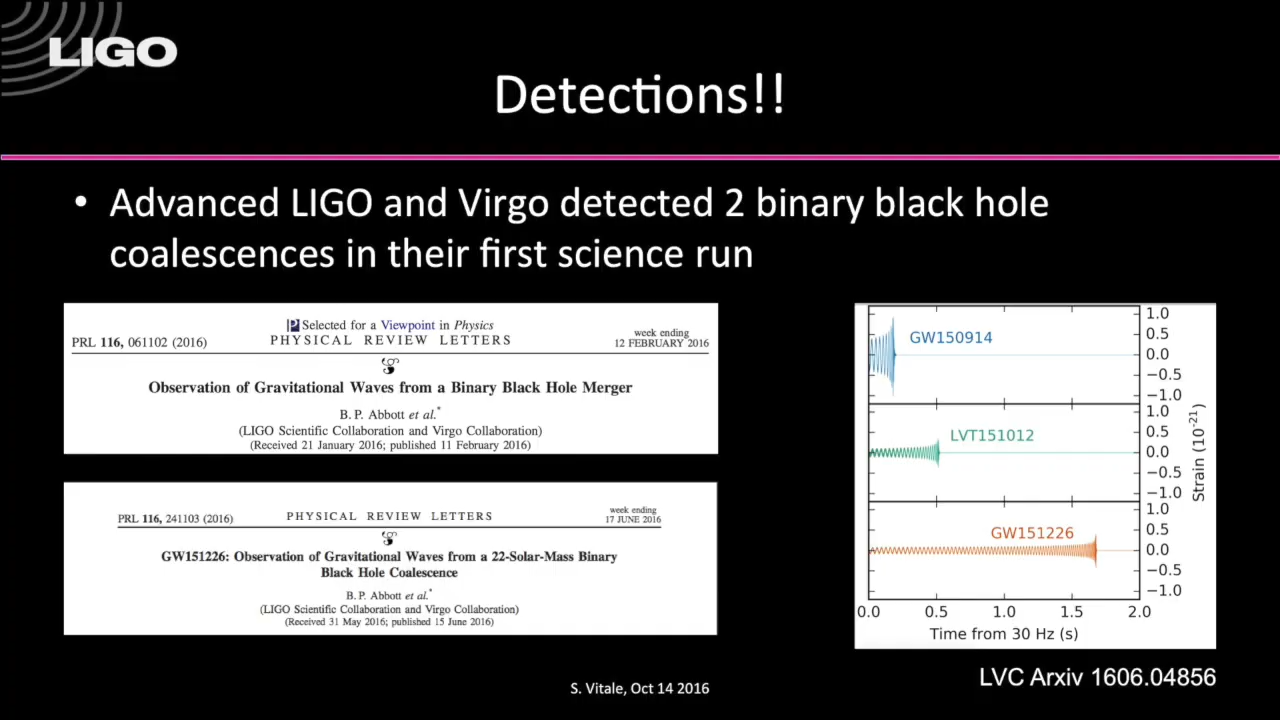 LIGO
Detections!!
• Advanced LIGO and Virgo detected 2 binary black hole
coalescences in their first science run
P Selected for a Viewpoint in Physics
PRL 116, 061102 (2016)
PHYSICAL REVIEW LETTERS
week ending
12 FEBRUARY 2016
Observation of Gravitational Waves from a Binary Black Hole Merger
B. P. Abbott et al.*
(LIGO Scientific Collaboration and Virgo Collaboration)
(Received 21 January 2016; published 11 February 2016)
PRL 116, 241103 (2016)
PHYSICAL REVIEW LETTERS
week ending
17 JUNE 2016
GW151226: Observation of Gravitational Waves from a 22-Solar-Mass Binary
Black Hole Coalescence
B. P. Abbott et al.*
(LIGO Scientific Collaboration and Virgo Collaboration)
(Received 31 May 2016; published 15 June 2016)
GW150914
1.0
0.5
0.0
−0.5
−1.0
LVT151012
1.0
0.5
0.0
−0.5
−1.0
GW151226
1.0
0.5
0.0
−0.5
−1.0
Strain (10⁻²¹)
0.0 0.5 1.0 1.5 2.0
Time from 30 Hz (s)
LVC Arxiv 1606.04856
S. Vitale, Oct 14 2016